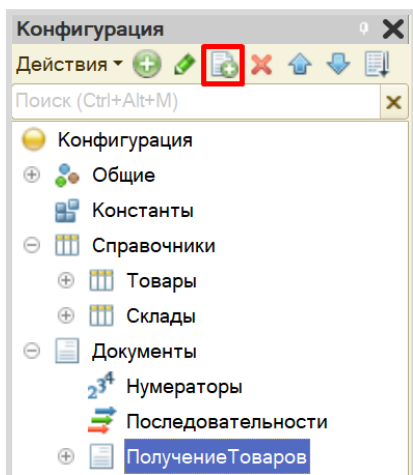 Конфигурация
Действия
Поиск (Ctrl+Alt+M)
Конфигурация
Общие
Константы
Справочники
Товары
Склады
Документы
Нумераторы
Последовательности
ПолучениеТоваров